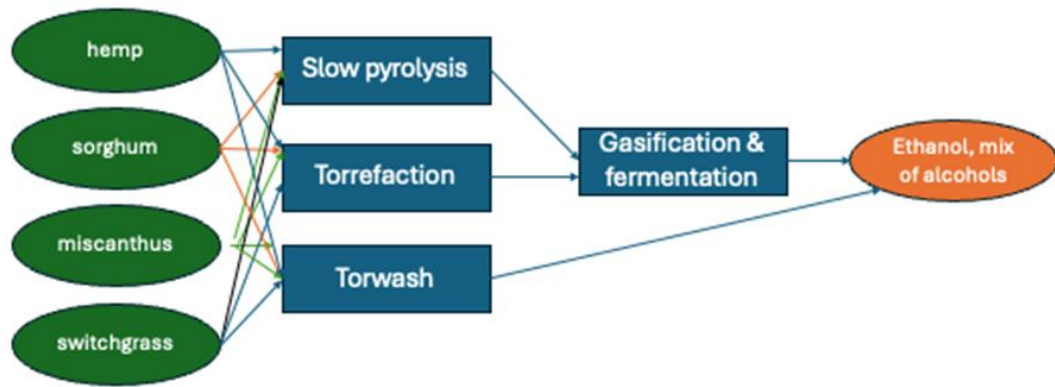 hemp
sorghum
miscanthus
switchgrass
Slow pyrolysis
Torrefaction
Torwash
Gasification &
fermentation
Ethanol, mix
of alcohols